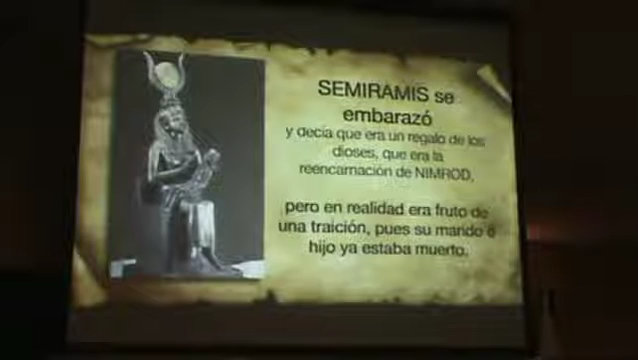 SEMIRAMIS se
embarazó
y decía que era un regalo de los
dioses, que era la
reencarnación de NIMROD,
pero en realidad era fruto de
una traición, pues su marido e
hijo ya estaba muerto.